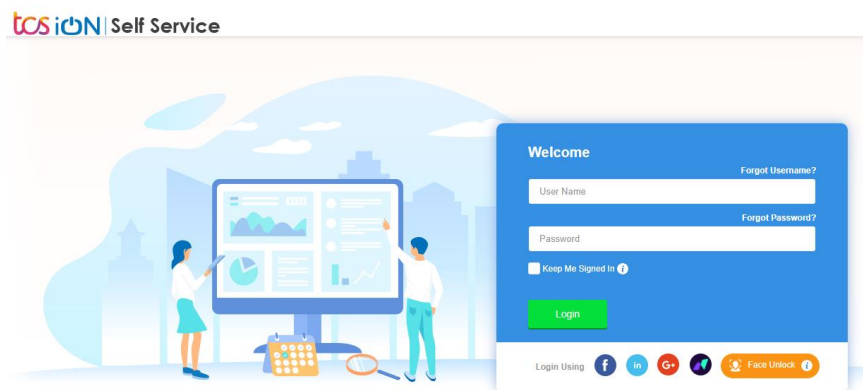 tcs iON | Self Service
Welcome
Forgot Username?
User Name
Forgot Password?
Password
Keep Me Signed In i
Login
Login Using f in G+ Face Unlock i